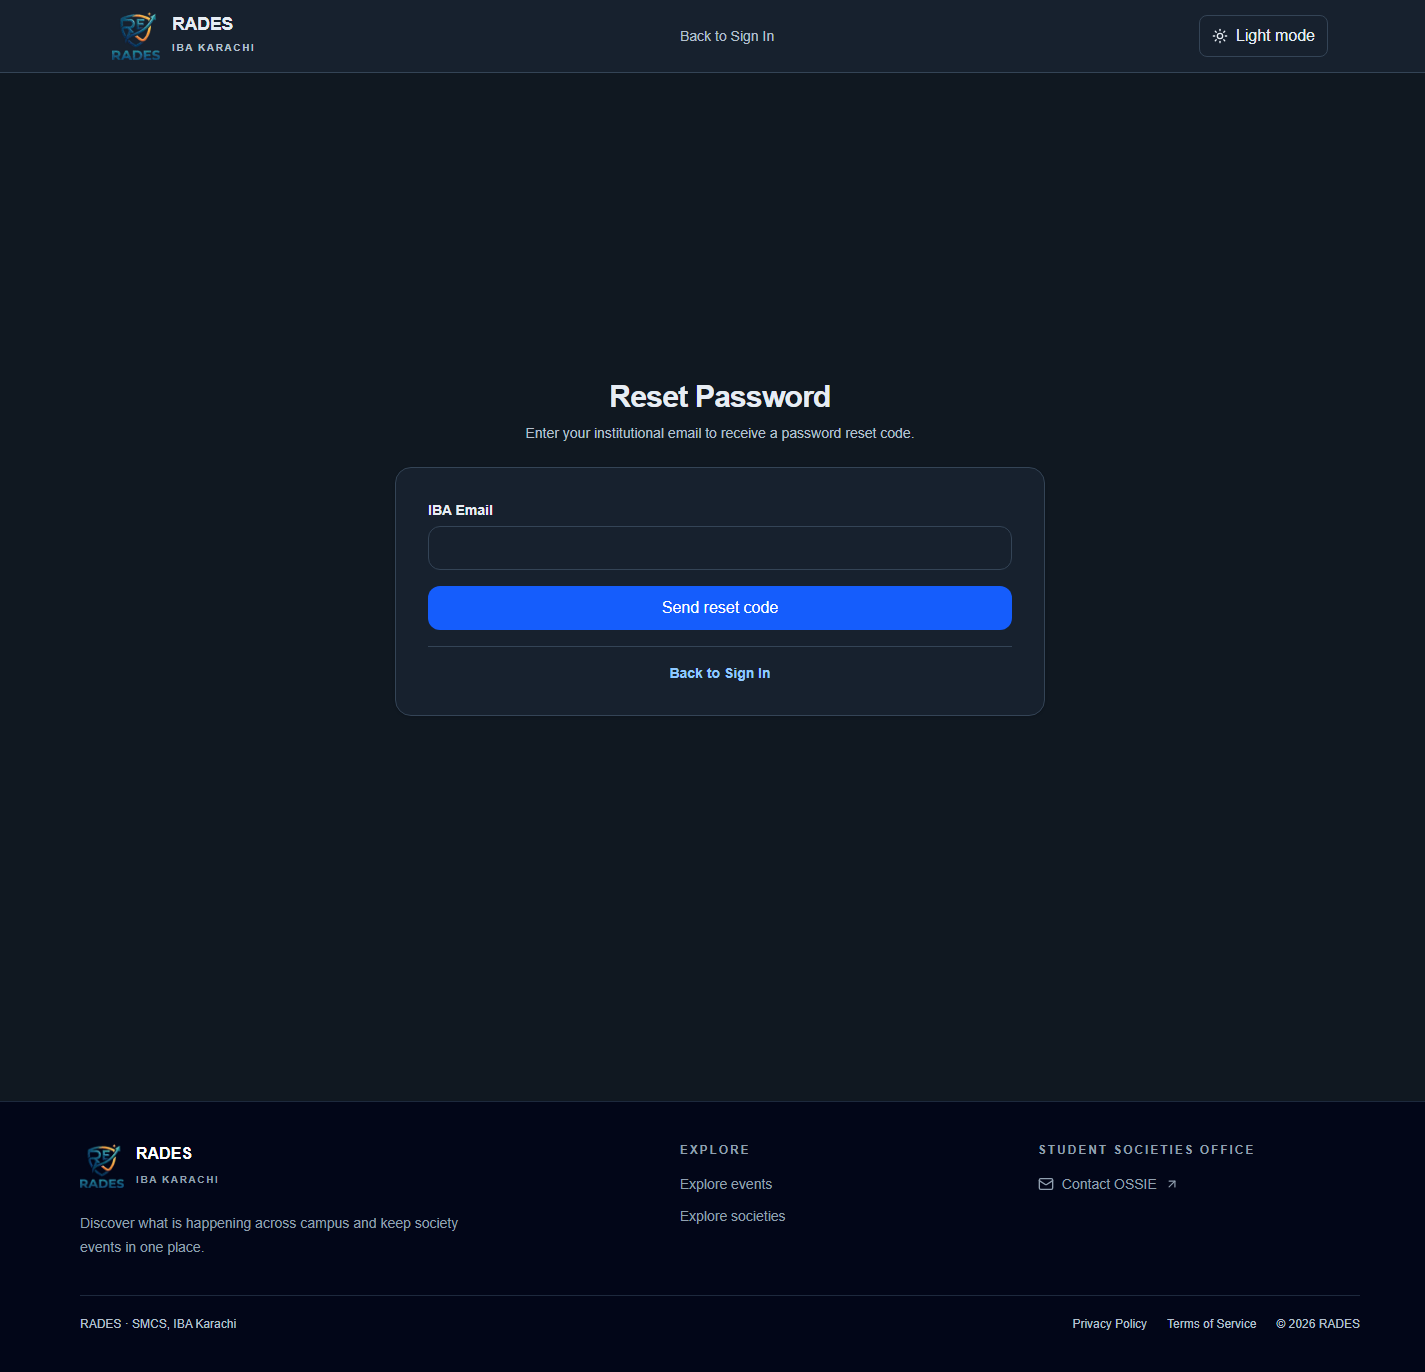 RADES
RADES
IBA KARACHI
Back to Sign In
Light mode
Reset Password
Enter your institutional email to receive a password reset code.
IBA Email
Send reset code
Back to Sign In
RADES
RADES
IBA KARACHI
Discover what is happening across campus and keep society
events in one place.
EXPLORE
Explore events
Explore societies
STUDENT SOCIETIES OFFICE
Contact OSSIE
RADES · SMCS, IBA Karachi
Privacy Policy
Terms of Service
© 2026 RADES